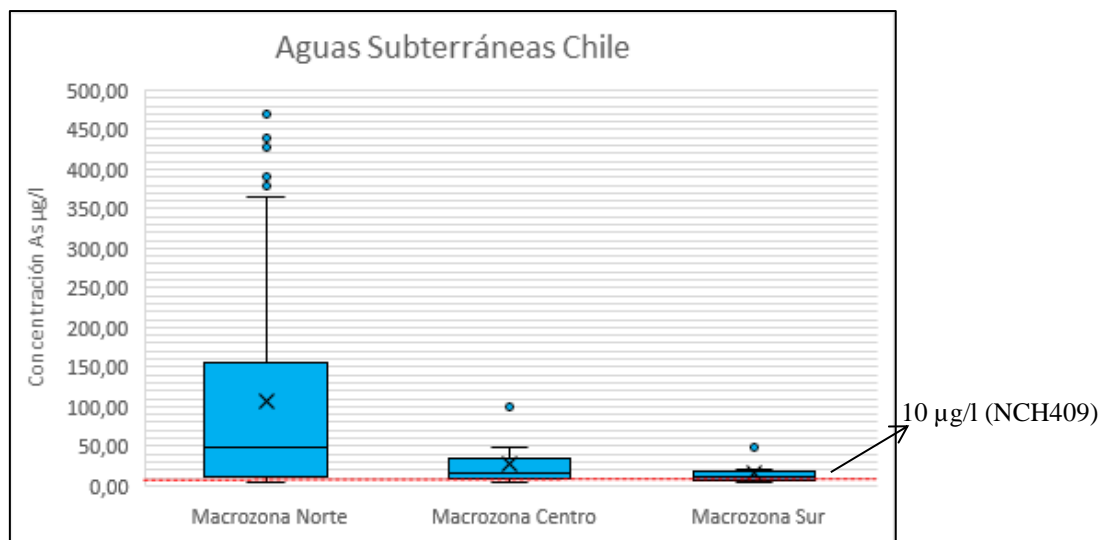 Aguas Subterráneas Chile
Concentración As µg/l
500,00
450,00
400,00
350,00
300,00
250,00
200,00
150,00
100,00
50,00
0,00
10 µg/l (NCH409)
Macrozona Norte
Macrozona Centro
Macrozona Sur